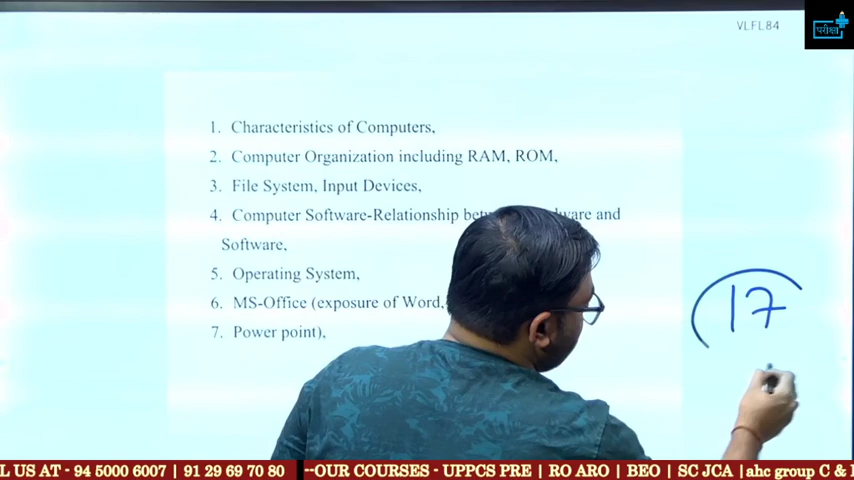 VLFL84
परीक्षा
1. Characteristics of Computers,
2. Computer Organization including RAM, ROM,
3. File System, Input Devices,
4. Computer Software-Relationship and
Software,
5. Operating System,
6. MS-Office (exposure of Word,
7. Power point),
17
L US AT - 94 5000 6007 | 91 29 69 70 80 --OUR COURSES - UPPCS PRE | RO ARO | BEO | SC JCA | ahc group C &